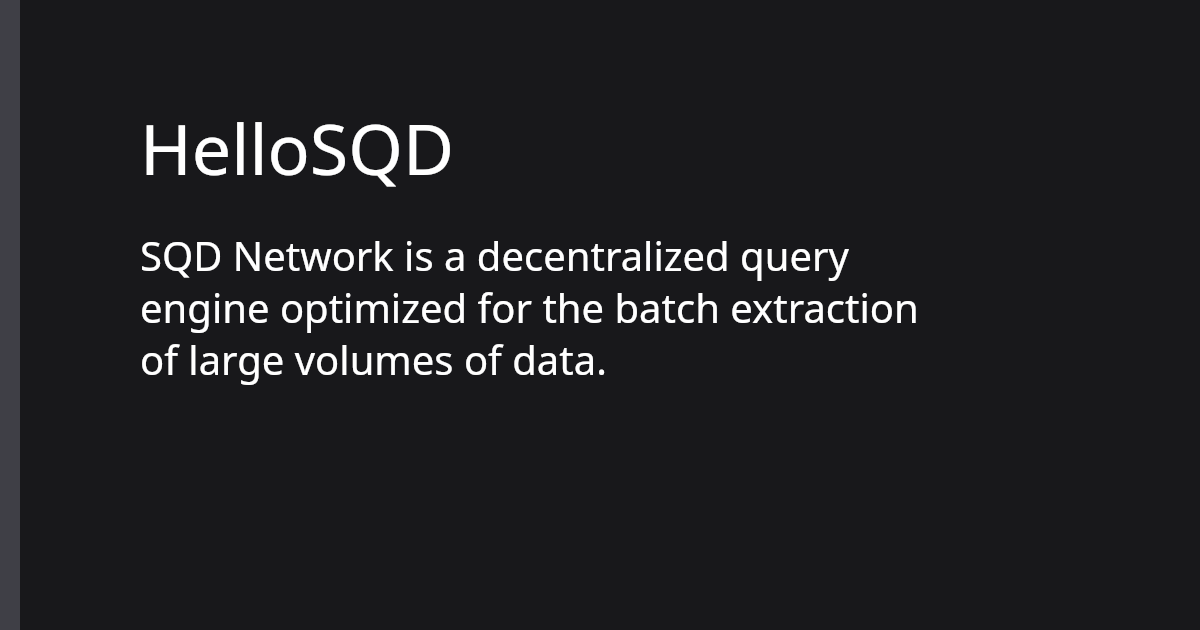 HelloSQD
SQD Network is a decentralized query
engine optimized for the batch extraction
of large volumes of data.